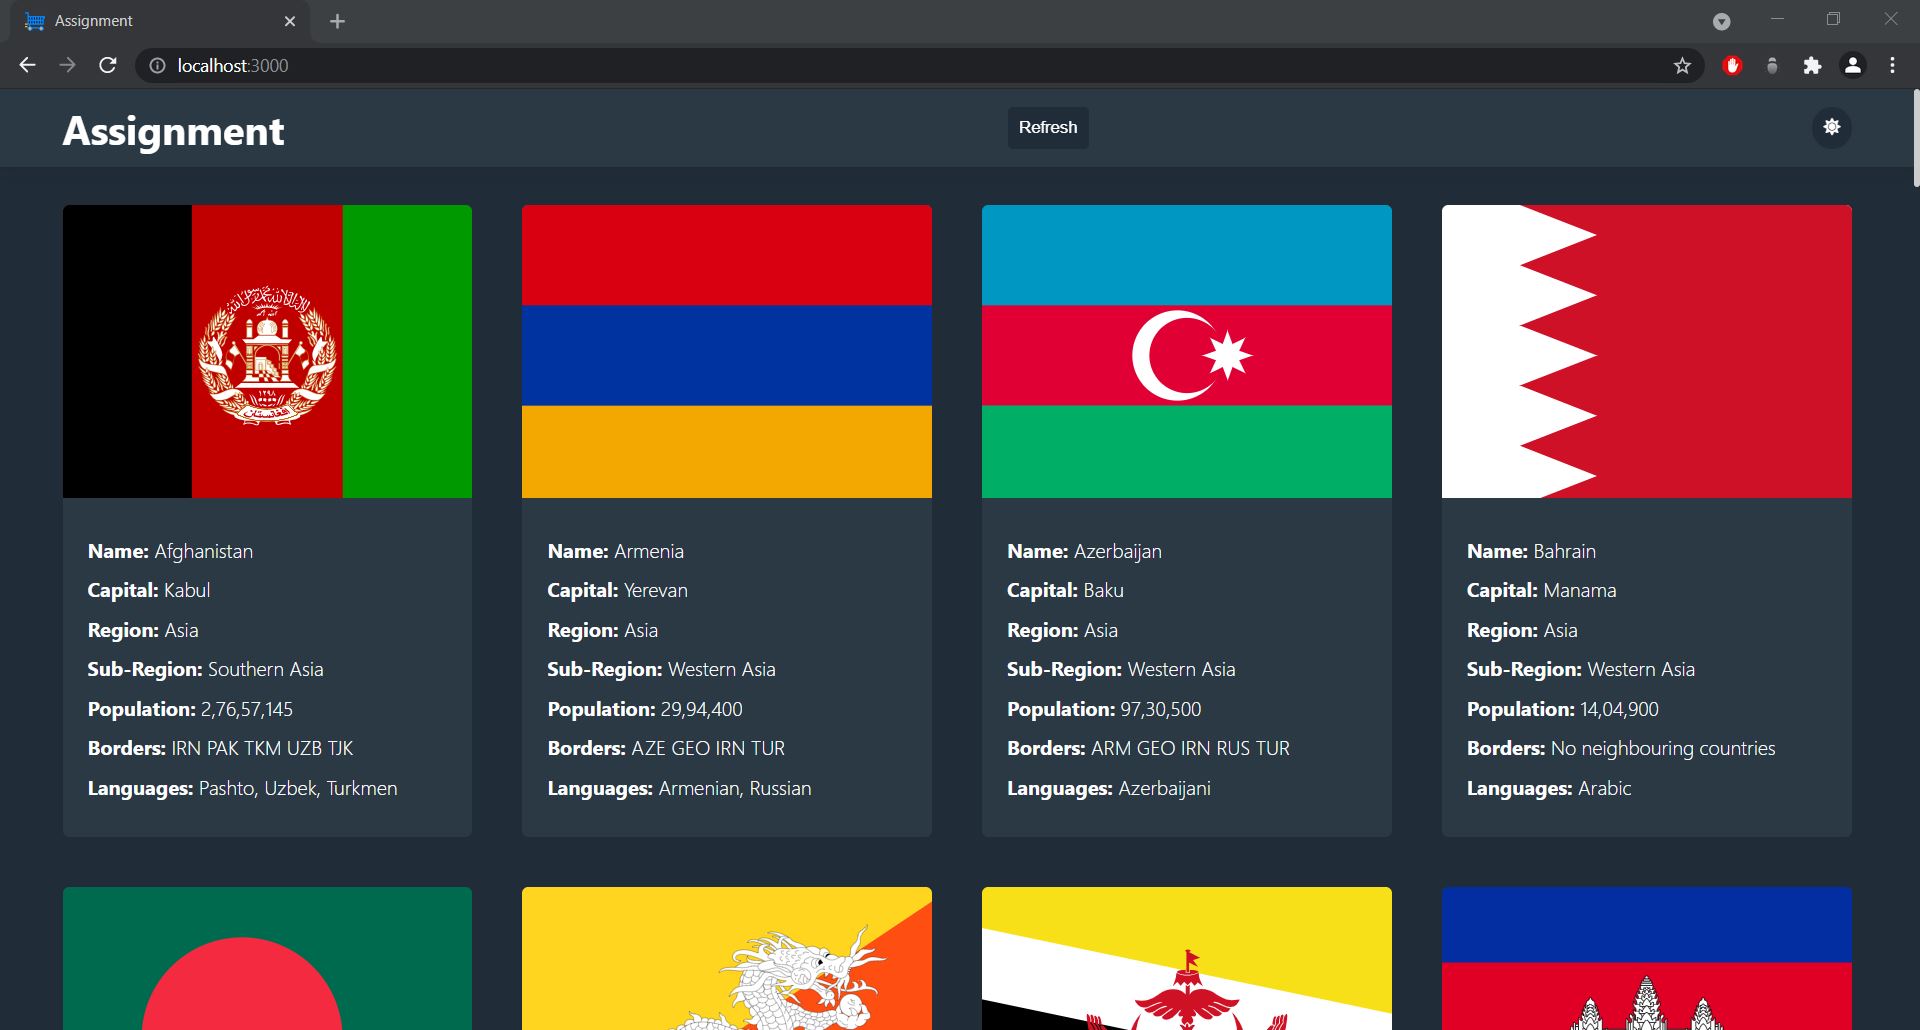 Assignment
localhost:3000
Assignment
Refresh
Name: Afghanistan
Capital: Kabul
Region: Asia
Sub-Region: Southern Asia
Population: 2,76,57,145
Borders: IRN PAK TKM UZB TJK
Languages: Pashto, Uzbek, Turkmen
Name: Armenia
Capital: Yerevan
Region: Asia
Sub-Region: Western Asia
Population: 29,94,400
Borders: AZE GEO IRN TUR
Languages: Armenian, Russian
Name: Azerbaijan
Capital: Baku
Region: Asia
Sub-Region: Western Asia
Population: 97,30,500
Borders: ARM GEO IRN RUS TUR
Languages: Azerbaijani
Name: Bahrain
Capital: Manama
Region: Asia
Sub-Region: Western Asia
Population: 14,04,900
Borders: No neighbouring countries
Languages: Arabic